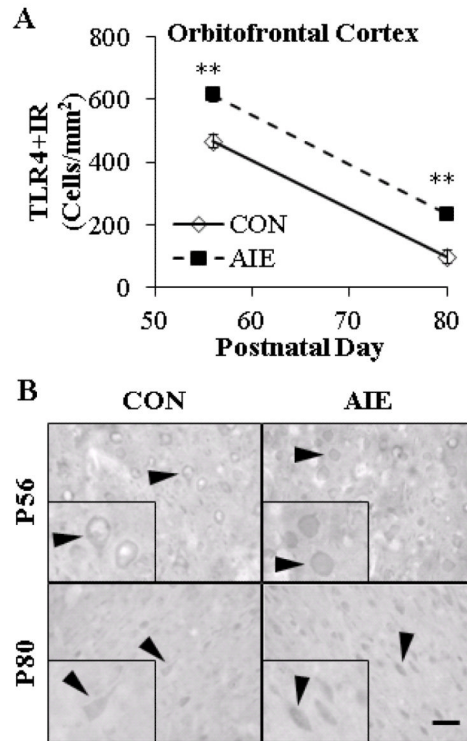 A
Orbitofrontal Cortex
800
600
400
200
0
**
**
TLR4+IR
(Cells/mm²)
CON
AIE
50
60
70
80
Postnatal Day
B
CON
AIE
P56
P80